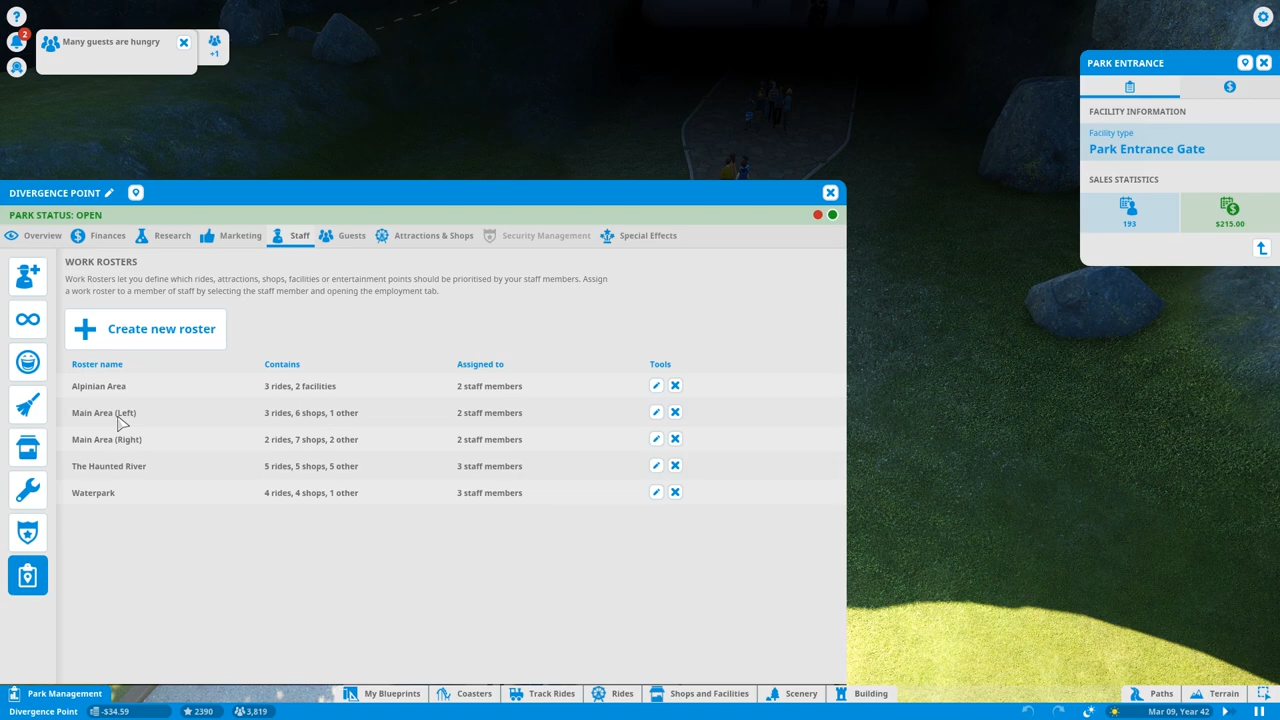 ?
2
Many guests are hungry
+1
PARK ENTRANCE
FACILITY INFORMATION
Facility type
Park Entrance Gate
SALES STATISTICS
193
$215.00
DIVERGENCE POINT
PARK STATUS: OPEN
Overview
Finances
Research
Marketing
Staff
Guests
Attractions & Shops
Security Management
Special Effects
WORK ROSTERS
Work Rosters let you define which rides, attractions, shops, facilities or entertainment points should be prioritised by your staff members. Assign
a work roster to a member of staff by selecting the staff member and opening the employment tab.
Create new roster
Roster name Contains Assigned to Tools
Alpinian Area 3 rides, 2 facilities 2 staff members
Main Area (Left) 3 rides, 6 shops, 1 other 2 staff members
Main Area (Right) 2 rides, 7 shops, 2 other 2 staff members
The Haunted River 5 rides, 5 shops, 5 other 3 staff members
Waterpark 4 rides, 4 shops, 1 other 3 staff members
Park Management
My Blueprints
Coasters
Track Rides
Rides
Shops and Facilities
Scenery
Building
Paths
Terrain
Divergence Point
-$34.59
2390
3,819
Mar 09, Year 42